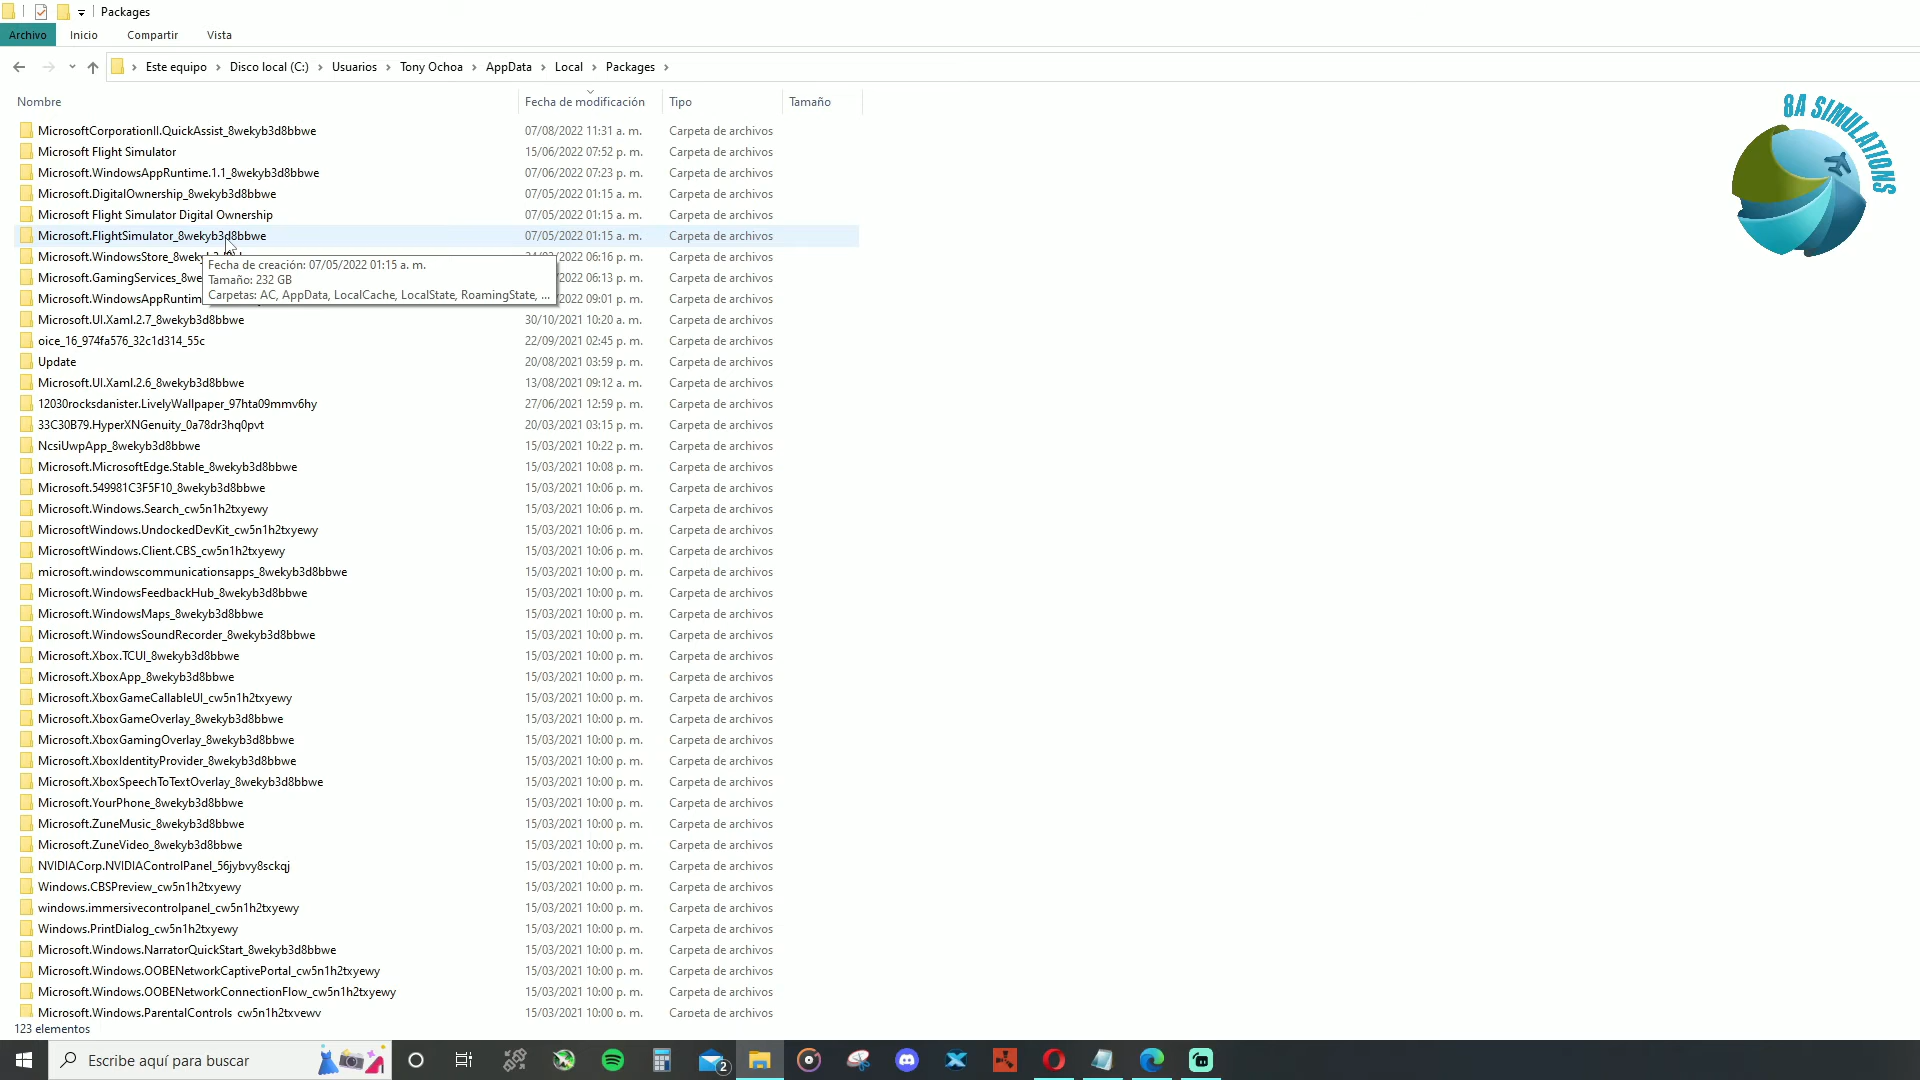 Packages
Archivo Inicio Compartir Vista
Este equipo Disco local (C:) Usuarios Tony Ochoa AppData Local Packages
Nombre Fecha de modificación Tipo Tamaño
MicrosoftCorporationII.QuickAssist_8wekyb3d8bbwe 07/08/2022 11:31 a. m. Carpeta de archivos
Microsoft Flight Simulator 15/06/2022 07:52 p. m. Carpeta de archivos
Microsoft.WindowsAppRuntime.1.1_8wekyb3d8bbwe 07/06/2022 07:23 p. m. Carpeta de archivos
Microsoft.DigitalOwnership_8wekyb3d8bbwe 07/05/2022 01:15 a. m. Carpeta de archivos
Microsoft Flight Simulator Digital Ownership 07/05/2022 01:15 a. m. Carpeta de archivos
Microsoft.FlightSimulator_8wekyb3d8bbwe 07/05/2022 01:15 a. m. Carpeta de archivos
Microsoft.WindowsStore_8weky 06:16 p. m. Carpeta de archivos
Fecha de creación: 07/05/2022 01:15 a. m.
Tamaño: 232 GB
Carpetas: AC, AppData, LocalCache, LocalState, RoamingState, ...
Microsoft.GamingServices_8we 2022 06:13 p. m. Carpeta de archivos
Microsoft.WindowsAppRuntim 2022 09:01 p. m. Carpeta de archivos
Microsoft.UI.Xaml.2.7_8wekyb3d8bbwe 30/10/2021 10:20 a. m. Carpeta de archivos
oice_16_974fa576_32c1d314_55c 22/09/2021 02:45 p. m. Carpeta de archivos
Update 20/08/2021 03:59 p. m. Carpeta de archivos
Microsoft.UI.Xaml.2.6_8wekyb3d8bbwe 13/08/2021 09:12 a. m. Carpeta de archivos
12030rocksdanister.LivelyWallpaper_97hta09mmv6hy 27/06/2021 12:59 p. m. Carpeta de archivos
33C30B79.HyperXNGenuity_0a78dr3hq0pvt 20/03/2021 03:15 p. m. Carpeta de archivos
NcsiUwpApp_8wekyb3d8bbwe 15/03/2021 10:22 p. m. Carpeta de archivos
Microsoft.MicrosoftEdge.Stable_8wekyb3d8bbwe 15/03/2021 10:08 p. m. Carpeta de archivos
Microsoft.549981C3F5F10_8wekyb3d8bbwe 15/03/2021 10:06 p. m. Carpeta de archivos
Microsoft.Windows.Search_cw5n1h2txyewy 15/03/2021 10:06 p. m. Carpeta de archivos
MicrosoftWindows.UndockedDevKit_cw5n1h2txyewy 15/03/2021 10:06 p. m. Carpeta de archivos
MicrosoftWindows.Client.CBS_cw5n1h2txyewy 15/03/2021 10:06 p. m. Carpeta de archivos
microsoft.windowscommunicationsapps_8wekyb3d8bbwe 15/03/2021 10:00 p. m. Carpeta de archivos
Microsoft.WindowsFeedbackHub_8wekyb3d8bbwe 15/03/2021 10:00 p. m. Carpeta de archivos
Microsoft.WindowsMaps_8wekyb3d8bbwe 15/03/2021 10:00 p. m. Carpeta de archivos
Microsoft.WindowsSoundRecorder_8wekyb3d8bbwe 15/03/2021 10:00 p. m. Carpeta de archivos
Microsoft.Xbox.TCUI_8wekyb3d8bbwe 15/03/2021 10:00 p. m. Carpeta de archivos
Microsoft.XboxApp_8wekyb3d8bbwe 15/03/2021 10:00 p. m. Carpeta de archivos
Microsoft.XboxGameCallableUI_cw5n1h2txyewy 15/03/2021 10:00 p. m. Carpeta de archivos
Microsoft.XboxGameOverlay_8wekyb3d8bbwe 15/03/2021 10:00 p. m. Carpeta de archivos
Microsoft.XboxGamingOverlay_8wekyb3d8bbwe 15/03/2021 10:00 p. m. Carpeta de archivos
Microsoft.XboxIdentityProvider_8wekyb3d8bbwe 15/03/2021 10:00 p. m. Carpeta de archivos
Microsoft.XboxSpeechToTextOverlay_8wekyb3d8bbwe 15/03/2021 10:00 p. m. Carpeta de archivos
Microsoft.YourPhone_8wekyb3d8bbwe 15/03/2021 10:00 p. m. Carpeta de archivos
Microsoft.ZuneMusic_8wekyb3d8bbwe 15/03/2021 10:00 p. m. Carpeta de archivos
Microsoft.ZuneVideo_8wekyb3d8bbwe 15/03/2021 10:00 p. m. Carpeta de archivos
NVIDIACorp.NVIDIAControlPanel_56jybvy8sckqj 15/03/2021 10:00 p. m. Carpeta de archivos
Windows.CBSPreview_cw5n1h2txyewy 15/03/2021 10:00 p. m. Carpeta de archivos
windows.immersivecontrolpanel_cw5n1h2txyewy 15/03/2021 10:00 p. m. Carpeta de archivos
Windows.PrintDialog_cw5n1h2txyewy 15/03/2021 10:00 p. m. Carpeta de archivos
Microsoft.Windows.NarratorQuickStart_8wekyb3d8bbwe 15/03/2021 10:00 p. m. Carpeta de archivos
Microsoft.Windows.OOBENetworkCaptivePortal_cw5n1h2txyewy 15/03/2021 10:00 p. m. Carpeta de archivos
Microsoft.Windows.OOBENetworkConnectionFlow_cw5n1h2txyewy 15/03/2021 10:00 p. m. Carpeta de archivos
Microsoft.Windows.ParentalControls_cw5n1h2txyewy 15/03/2021 10:00 p. m. Carpeta de archivos
123 elementos
Escribe aquí para buscar
2
8A SIMULATIONS